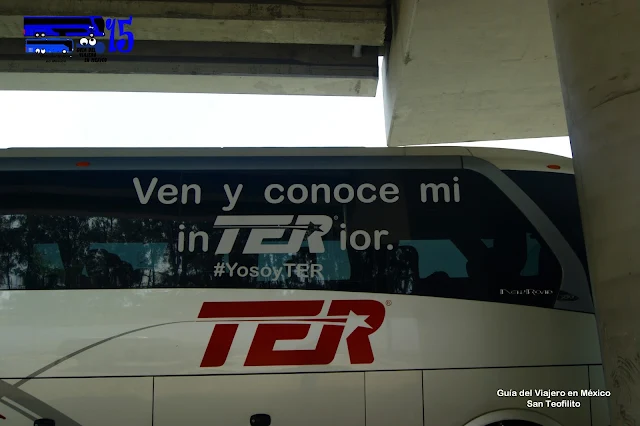 '15
Ven y conoce mi
inTERior.
#YosoyTER
TER®
Guía del Viajero en México
San Teofilito